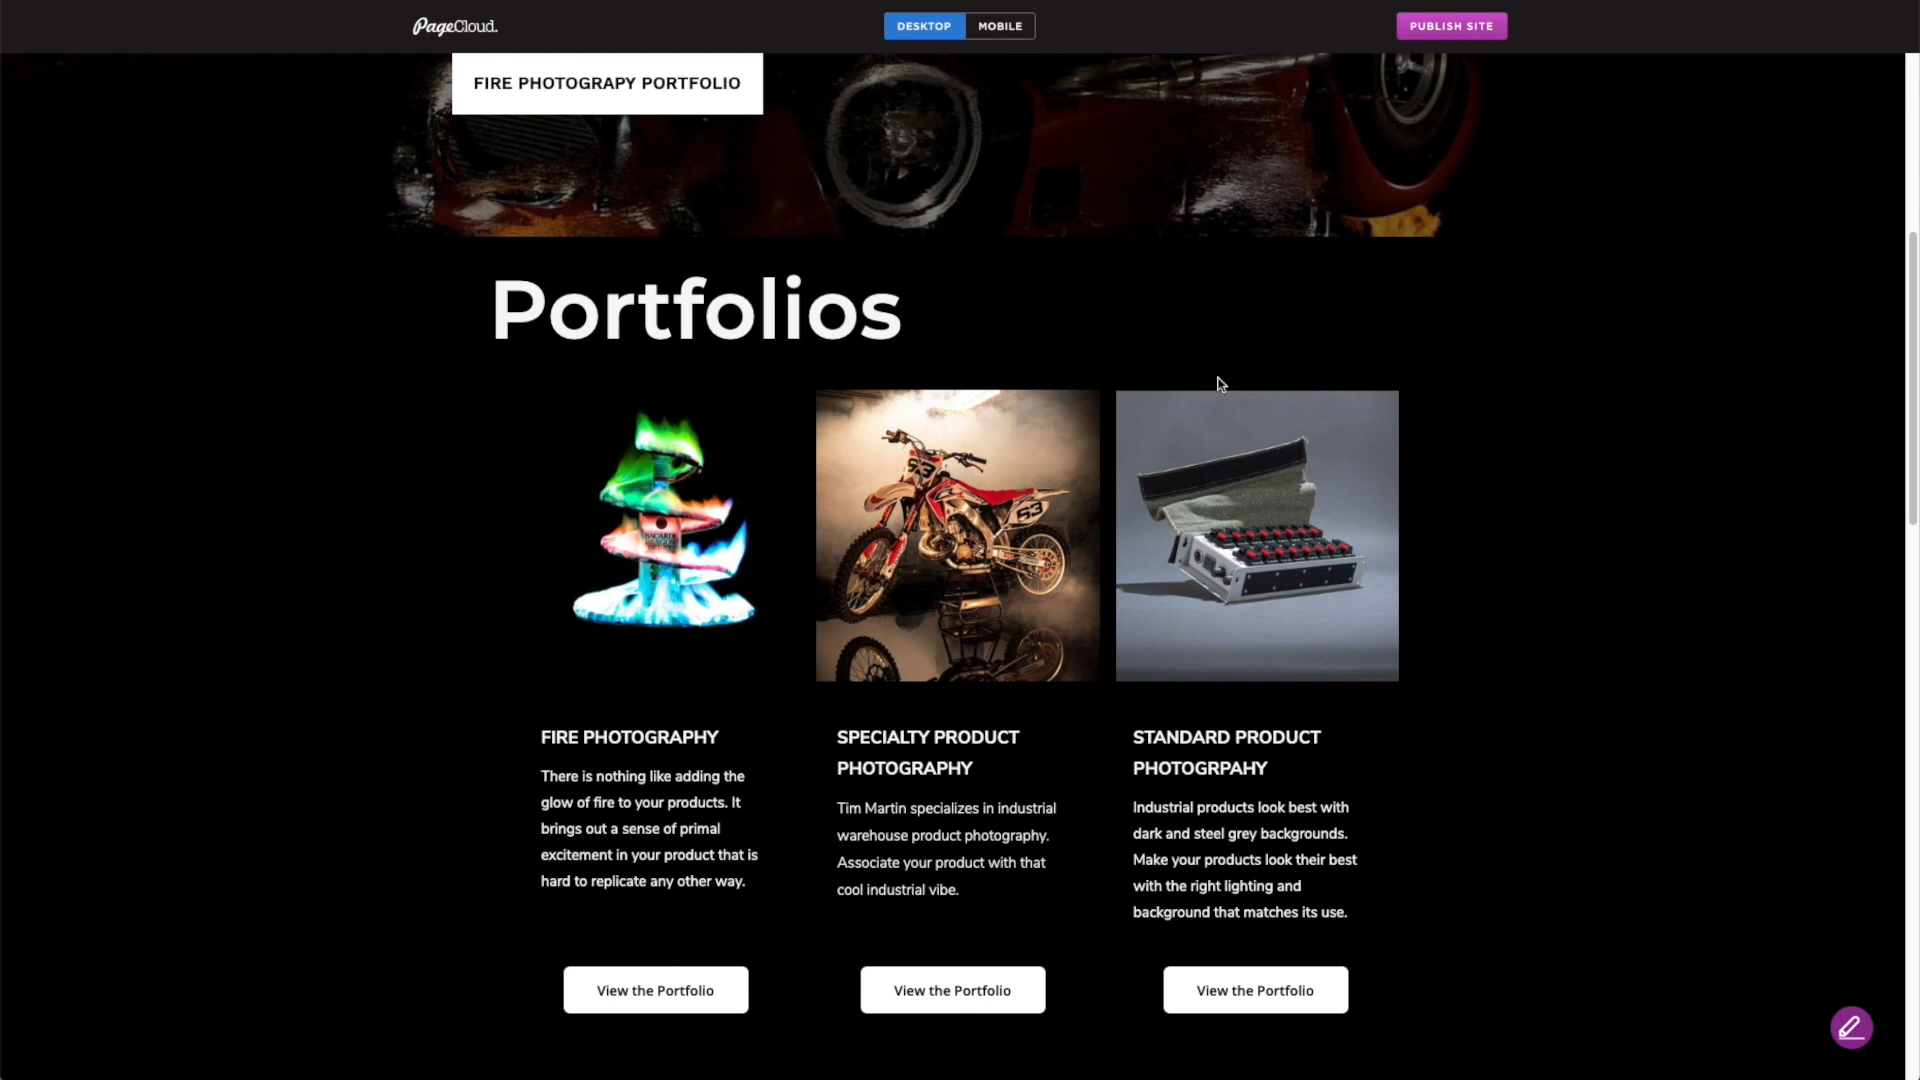 PageCloud.
DESKTOP
MOBILE
PUBLISH SITE
FIRE PHOTOGRAPY PORTFOLIO
Portfolios
BACARDI
53
63
FIRE PHOTOGRAPHY
There is nothing like adding the
glow of fire to your products. It
brings out a sense of primal
excitement in your product that is
hard to replicate any other way.
View the Portfolio
SPECIALTY PRODUCT
PHOTOGRAPHY
Tim Martin specializes in industrial
warehouse product photography.
Associate your product with that
cool industrial vibe.
View the Portfolio
STANDARD PRODUCT
PHOTOGRPAHY
Industrial products look best with
dark and steel grey backgrounds.
Make your products look their best
with the right lighting and
background that matches its use.
View the Portfolio